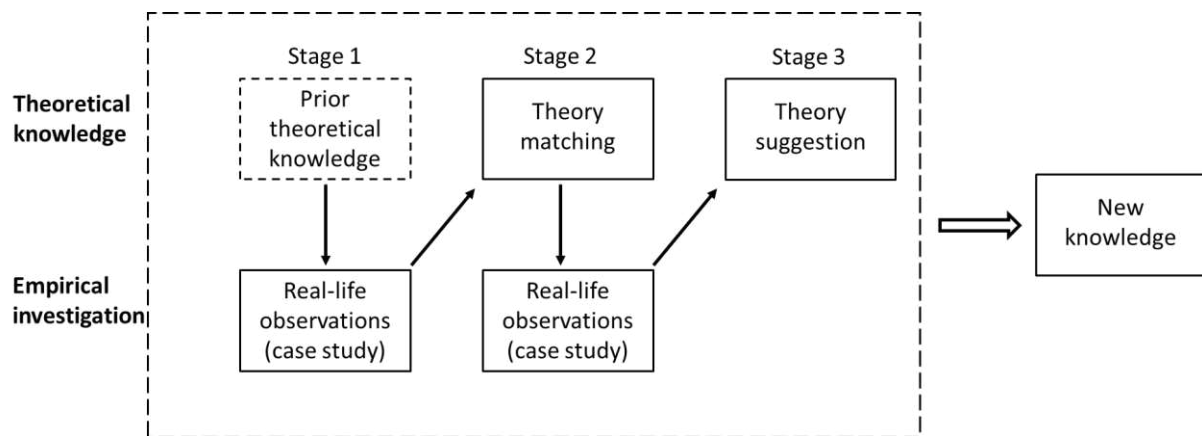 Stage 1
Stage 2
Stage 3
Theoretical
knowledge
Prior
theoretical
knowledge
Theory
matching
Theory
suggestion
New
knowledge
Empirical
investigation
Real-life
observations
(case study)
Real-life
observations
(case study)